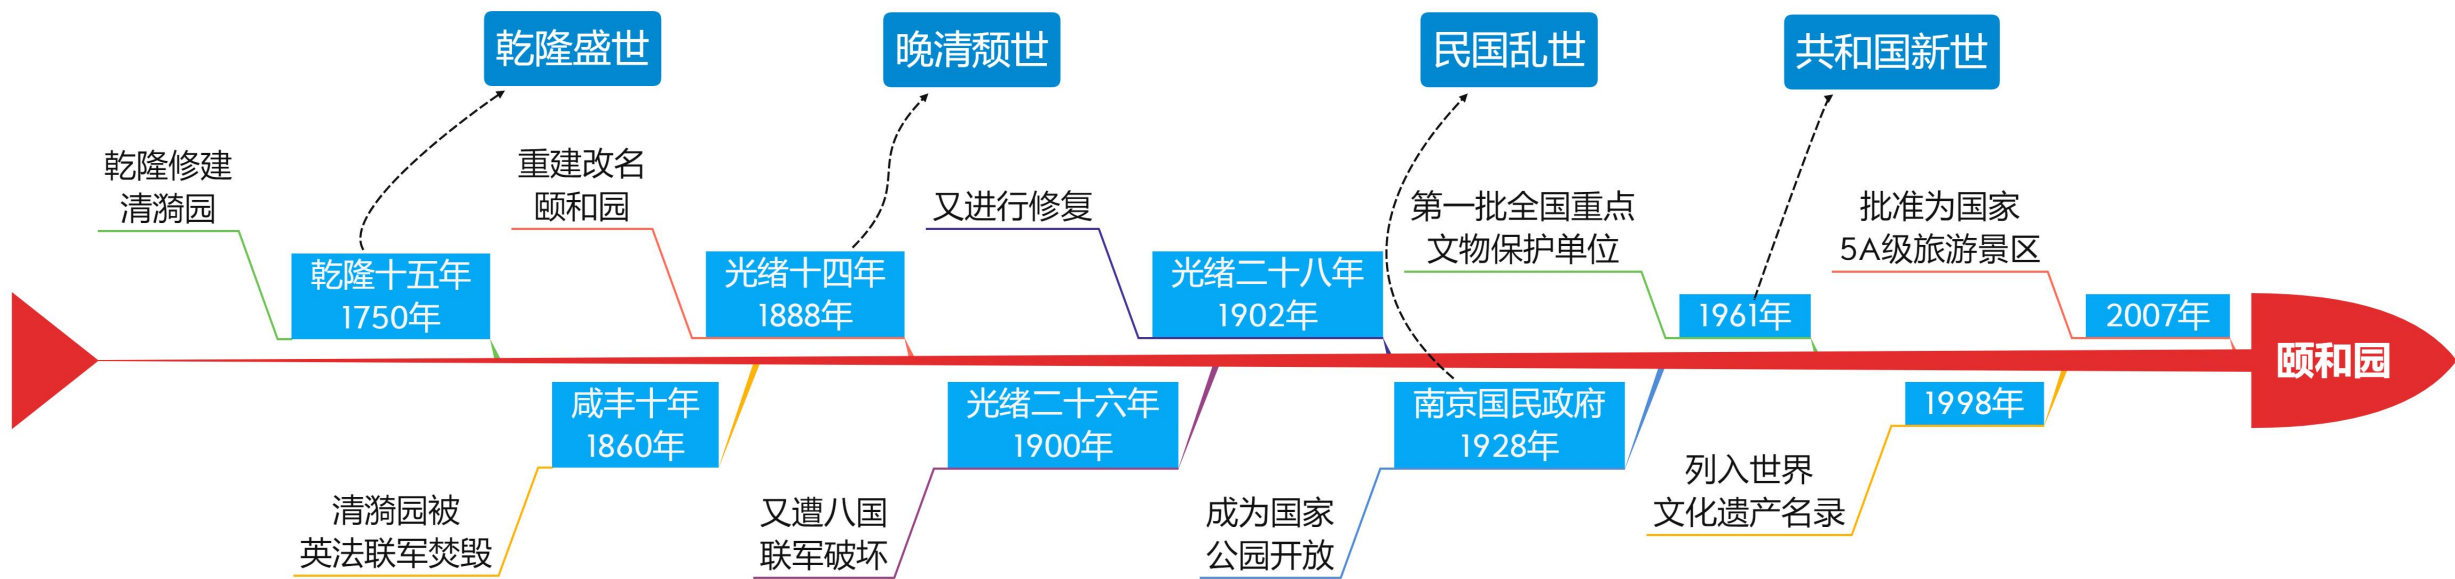 乾隆盛世
晚清颓世
民国乱世
共和国新世
乾隆修建
清漪园
乾隆十五年
1750年
重建改名
颐和园
光绪十四年
1888年
又进行修复
光绪二十八年
1902年
第一批全国重点
文物保护单位
1961年
批准为国家
5A级旅游景区
2007年
颐和园
咸丰十年
1860年
清漪园被
英法联军焚毁
光绪二十六年
1900年
又遭八国
联军破坏
南京国民政府
1928年
成为国家
公园开放
1998年
列入世界
文化遗产名录